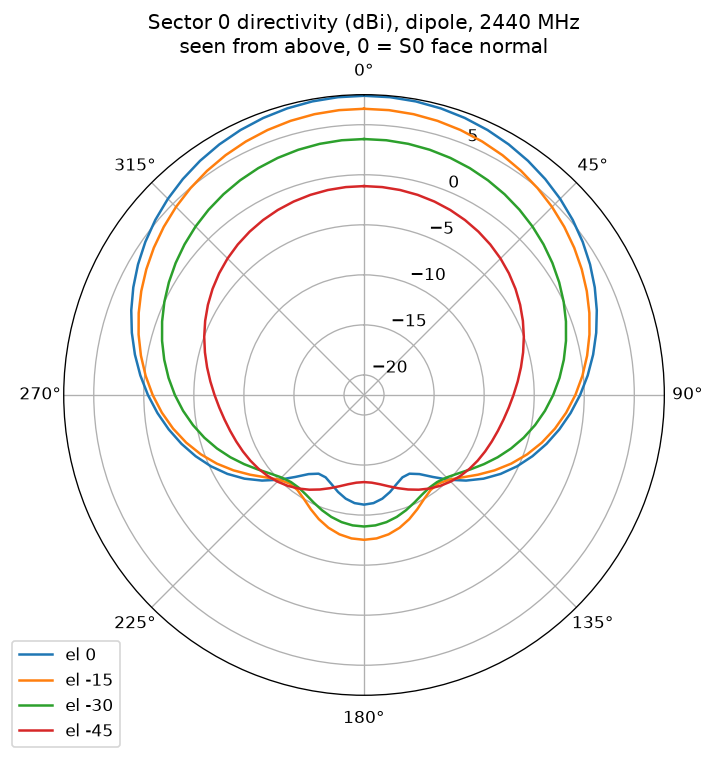 Sector 0 directivity (dBi), dipole, 2440 MHz
seen from above, 0 = S0 face normal
0°
315°
45°
5
0
−5
−10
−15
−20
270°
90°
225°
135°
180°
el 0
el -15
el -30
el -45